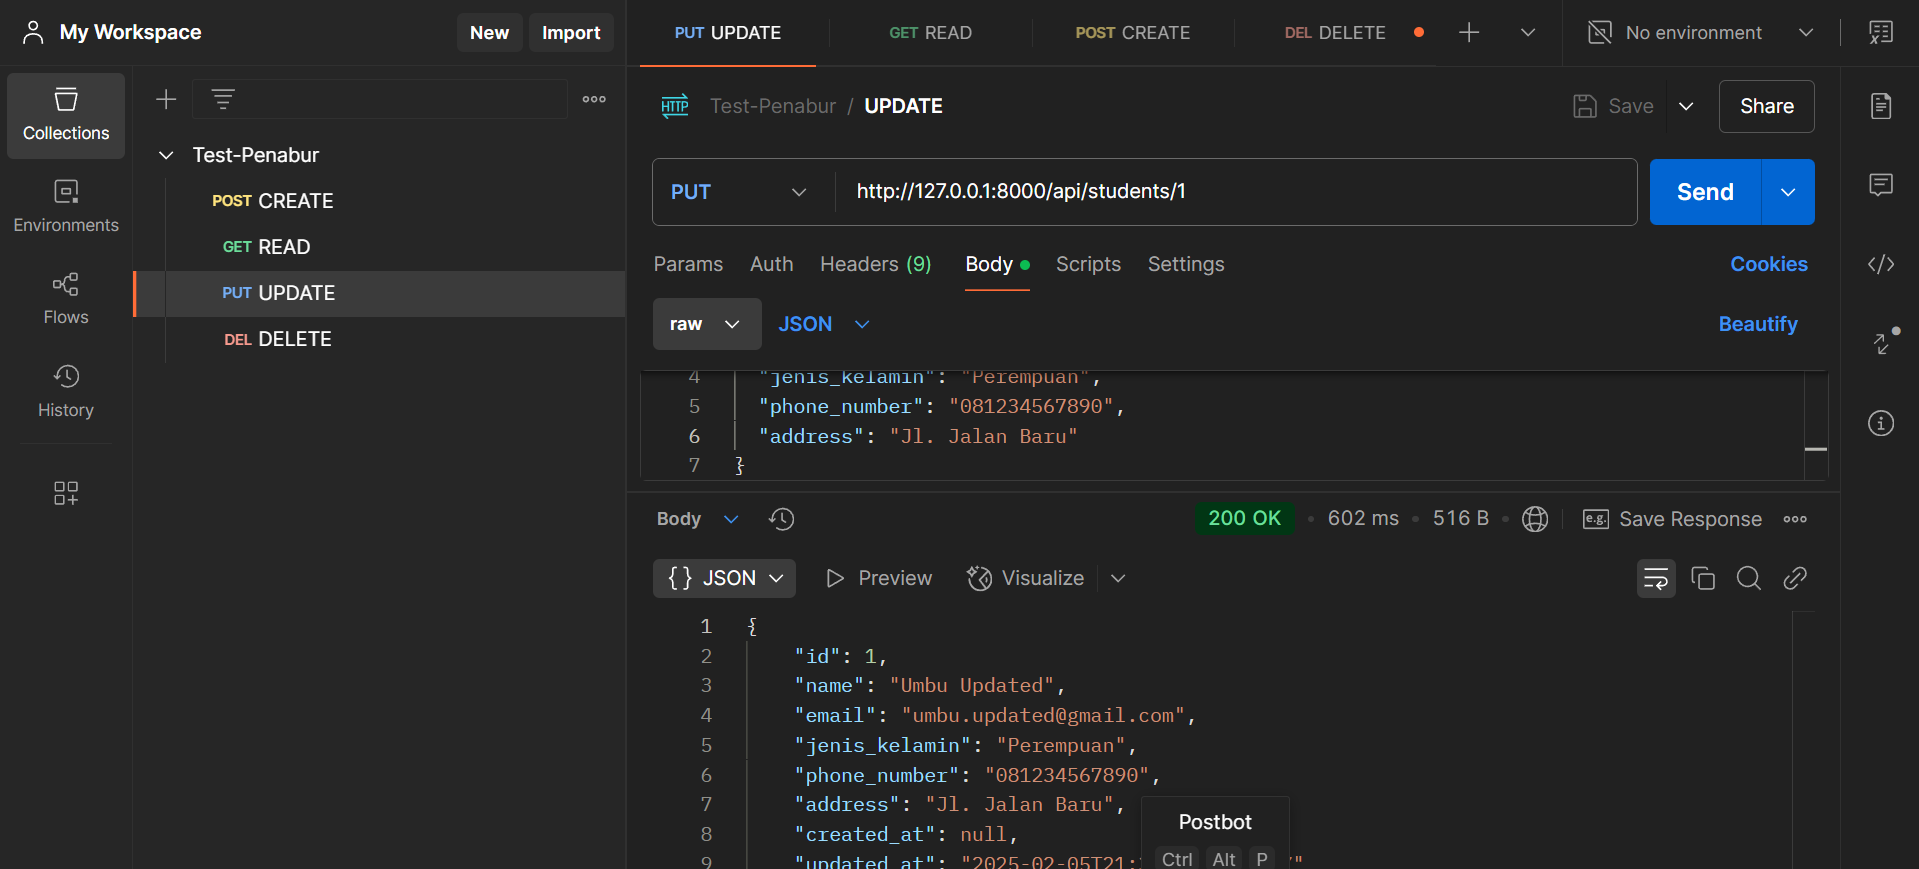 My Workspace
New
Import
PUT UPDATE
GET READ
POST CREATE
DEL DELETE
No environment
Collections
Environments
Flows
History
Test-Penabur
POST CREATE
GET READ
PUT UPDATE
DEL DELETE
HTTP
Test-Penabur / UPDATE
Save
Share
PUT
http://127.0.0.1:8000/api/students/1
Send
Params
Auth
Headers (9)
Body
Scripts
Settings
Cookies
raw
JSON
Beautify
4 "jenis_kelamin": "Perempuan",
5 "phone_number": "081234567890",
6 "address": "Jl. Jalan Baru"
7 }
Body
200 OK
602 ms
516 B
e.g.
Save Response
{} JSON
Preview
Visualize
1 {
2 "id": 1,
3 "name": "Umbu Updated",
4 "email": "umbu.updated@gmail.com",
5 "jenis_kelamin": "Perempuan",
6 "phone_number": "081234567890",
7 "address": "Jl. Jalan Baru",
8 "created_at": null,
9 "updated_at": "2025-02-05T21:
Postbot
Ctrl Alt P